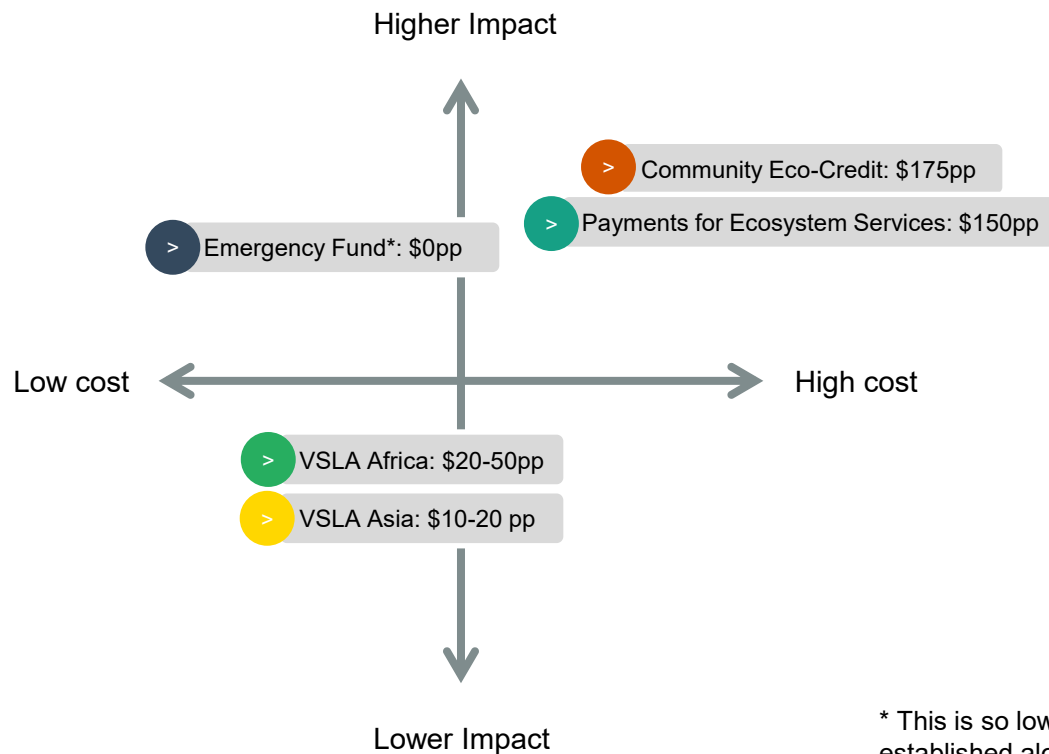 Higher Impact
> Community Eco-Credit: $175pp
> Payments for Ecosystem Services: $150pp
> Emergency Fund*: $0pp
Low cost
High cost
> VSLA Africa: $20-50pp
> VSLA Asia: $10-20 pp
* This is so low
established
Lower Impact